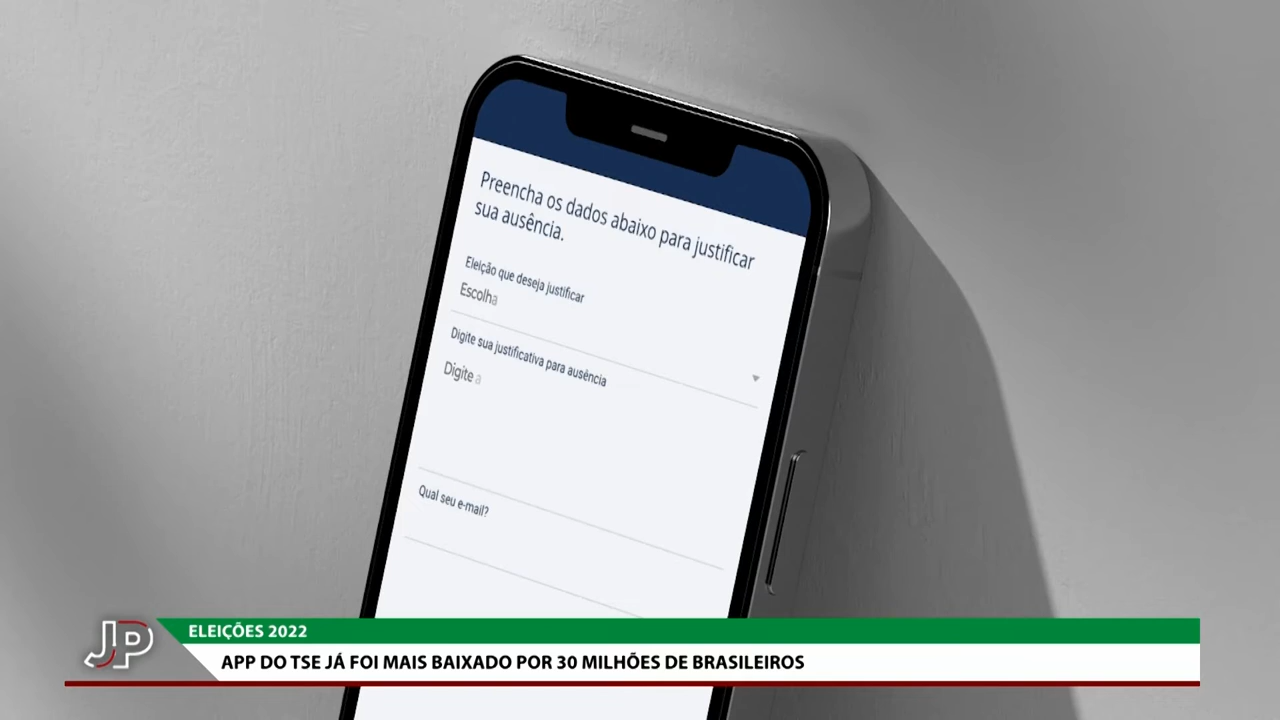 Preencha os dados abaixo para justificar
sua ausência.
Eleição que deseja justificar
Escolha
Digite sua justificativa para ausência
Digite a
Qual seu e-mail?
JP
ELEIÇÕES 2022
APP DO TSE JÁ FOI MAIS BAIXADO POR 30 MILHÕES DE BRASILEIROS